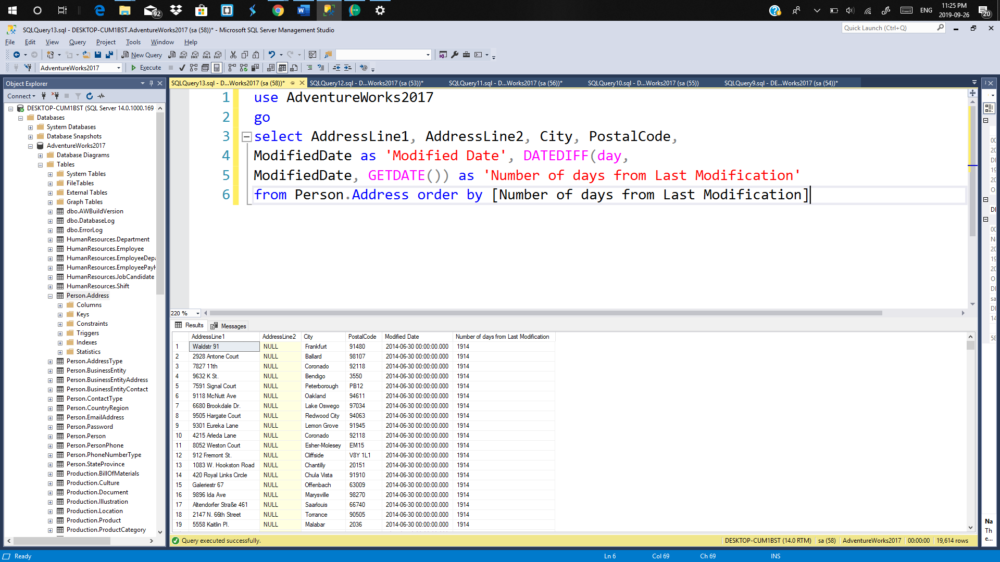 92
ENG
11:25 PM
2019-09-26
20
SQLQuery13.sql - DESKTOP-CUM1BST.AdventureWorks2017 (sa (58))* - Microsoft SQL Server Management Studio
Quick Launch (Ctrl+Q)
File Edit View Query Project Tools Window Help
New Query MDX DMX XMLA DAX
AdventureWorks2017 Execute
Object Explorer
Connect
DESKTOP-CUM1BST (SQL Server 14.0.1000.169
Databases
System Databases
Database Snapshots
AdventureWorks2017
Database Diagrams
Tables
System Tables
FileTables
External Tables
Graph Tables
dbo.AWBuildVersion
dbo.DatabaseLog
dbo.ErrorLog
HumanResources.Department
HumanResources.Employee
HumanResources.EmployeeDepa
HumanResources.EmployeePayH
HumanResources.JobCandidate
HumanResources.Shift
Person.Address
Columns
Keys
Constraints
Triggers
Indexes
Statistics
Person.AddressType
Person.BusinessEntity
Person.BusinessEntityAddress
Person.BusinessEntityContact
Person.ContactType
Person.CountryRegion
Person.EmailAddress
Person.Password
Person.Person
Person.PersonPhone
Person.PhoneNumberType
Person.StateProvince
Production.BillOfMaterials
Production.Culture
Production.Document
Production.Illustration
Production.Location
Production.Product
Production.ProductCategory
SQLQuery13.sql - D...Works2017 (sa (58))* SQLQuery12.sql - D...Works2017 (sa (53))* SQLQuery11.sql - D...Works2017 (sa (56))* SQLQuery10.sql - D...Works2017 (sa (55)) SQLQuery9.sql - DE...Works2017 (sa (54))*
1 use AdventureWorks2017
2 go
3 select AddressLine1, AddressLine2, City, PostalCode,
4 ModifiedDate as 'Modified Date', DATEDIFF(day,
5 ModifiedDate, GETDATE()) as 'Number of days from Last Modification'
6 from Person.Address order by [Number of days from Last Modification]
220 %
Results Messages
AddressLine1 AddressLine2 City PostalCode Modified Date Number of days from Last Modification
1 Waldstr 91 NULL Frankfurt 91480 2014-06-30 00:00:00.000 1914
2 2928 Antone Court NULL Ballard 98107 2014-06-30 00:00:00.000 1914
3 7827 11th NULL Coronado 92118 2014-06-30 00:00:00.000 1914
4 9632 K St. NULL Bendigo 3550 2014-06-30 00:00:00.000 1914
5 7591 Signal Court NULL Peterborough PB12 2014-06-30 00:00:00.000 1914
6 9118 McNutt Ave NULL Oakland 94611 2014-06-30 00:00:00.000 1914
7 6680 Brookdale Dr. NULL Lake Oswego 97034 2014-06-30 00:00:00.000 1914
8 9505 Hargate Court NULL Redwood City 94063 2014-06-30 00:00:00.000 1914
9 9301 Eureka Lane NULL Lemon Grove 91945 2014-06-30 00:00:00.000 1914
10 4215 Arleda Lane NULL Coronado 92118 2014-06-30 00:00:00.000 1914
11 8052 Weston Court NULL Esher-Molesey EM15 2014-06-30 00:00:00.000 1914
12 912 Fremont St. NULL Cliffside V8Y 1L1 2014-06-30 00:00:00.000 1914
13 1083 W. Hookston Road NULL Chantilly 20151 2014-06-30 00:00:00.000 1914
14 420 Royal Links Circle NULL Chula Vista 91910 2014-06-30 00:00:00.000 1914
15 Galeriestr 67 NULL Offenbach 63009 2014-06-30 00:00:00.000 1914
16 9896 Ida Ave NULL Marysville 98270 2014-06-30 00:00:00.000 1914
17 Altendorfer Straße 461 NULL Saarlouis 66740 2014-06-30 00:00:00.000 1914
18 2147 N. 66th Street NULL Torrance 90505 2014-06-30 00:00:00.000 1914
19 5558 Kaitlin Pl. NULL Malabar 2036 2014-06-30 00:00:00.000 1914
Query executed successfully. DESKTOP-CUM1BST (14.0 RTM) sa (58) AdventureWorks2017 00:00:00 19,614 rows
Na
Th
e...
Ready Ln 6 Col 69 Ch 69 INS